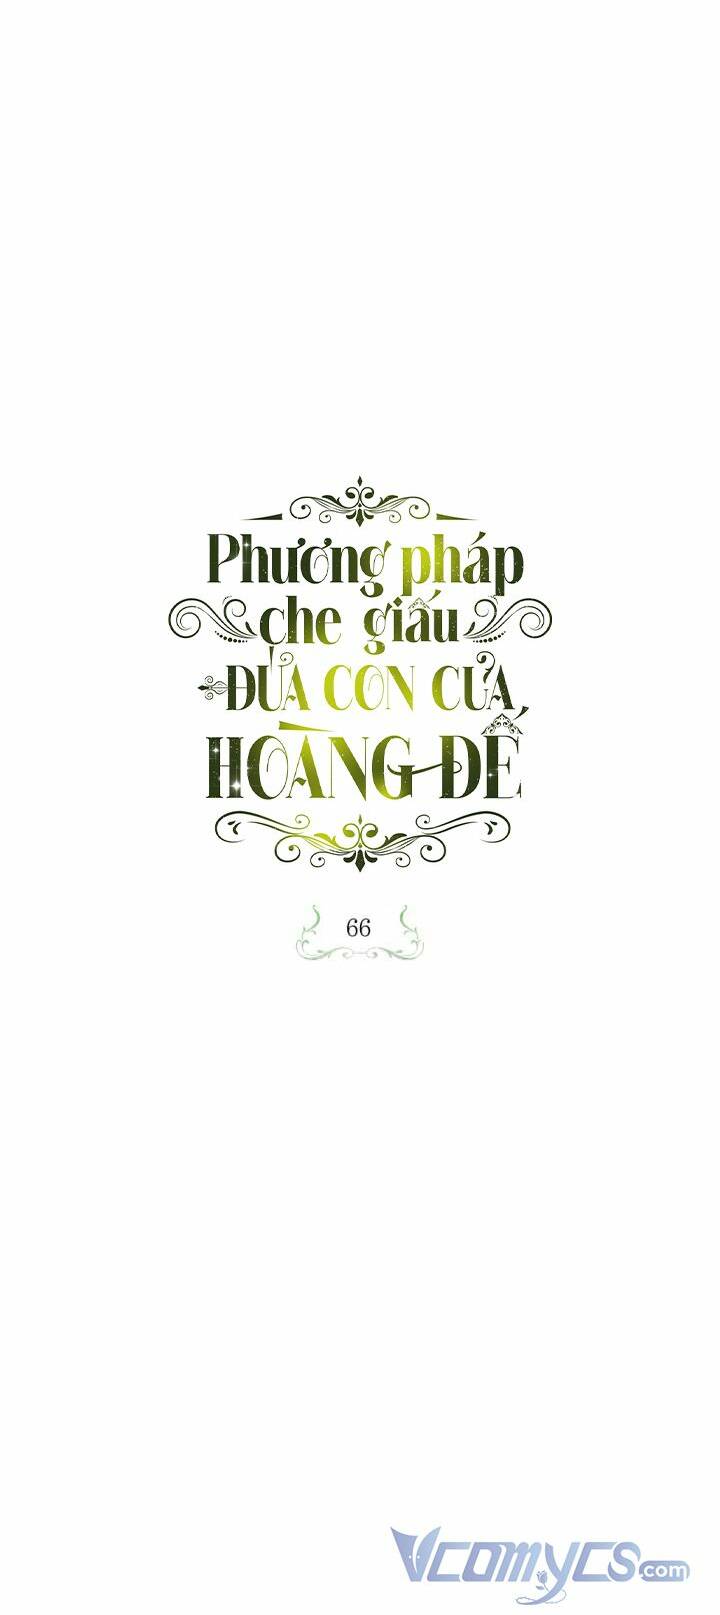 Phương pháp
che giấu
ĐỨA CON CỦA
HOÀNG ĐẾ
66
Vcomycs.com